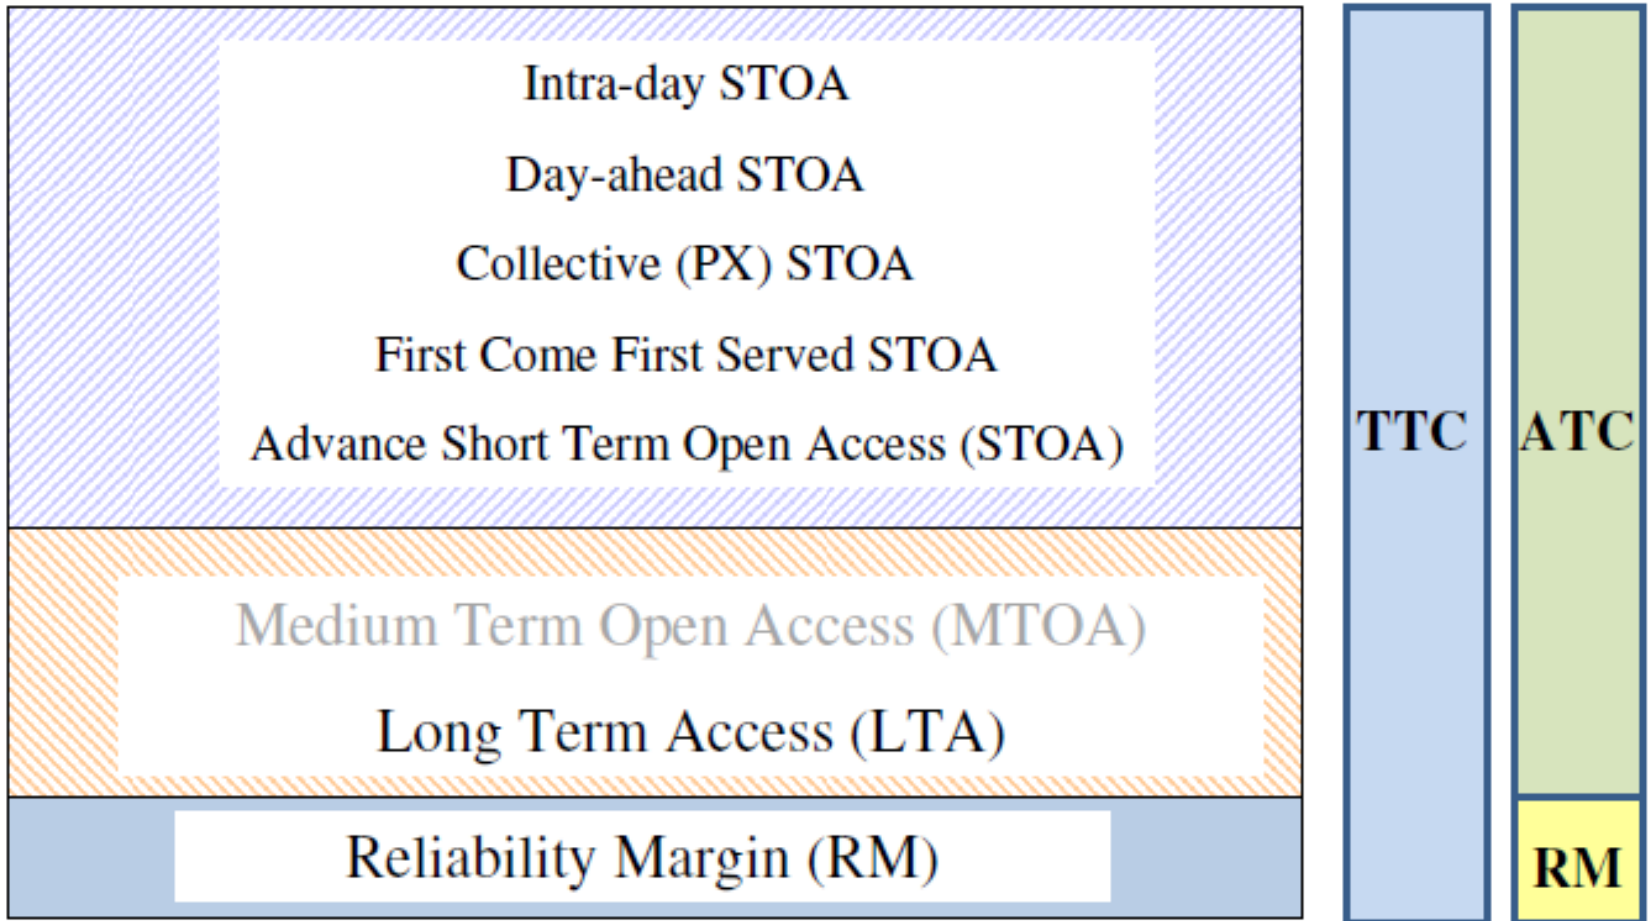 Intra-day STOA
Day-ahead STOA
Collective (PX) STOA
First Come First Served STOA
Advance Short Term Open Access (STOA)
Medium Term Open Access (MTOA)
Long Term Access (LTA)
Reliability Margin (RM)
TTC
ATC
RM